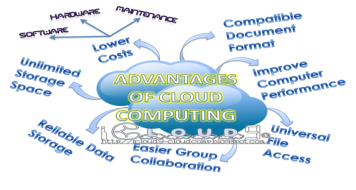 HARDWARE
MAINTENANCE
SOFTWARE
Lower
Costs
Compatible
Document
Format
Unlimited
Storage
Space
ADVANTAGES
OF CLOUD
COMPUTING
Improve
Computer
Performance
Reliable Data
Storage
Easier Group
Collaboration
Universal
File
Access